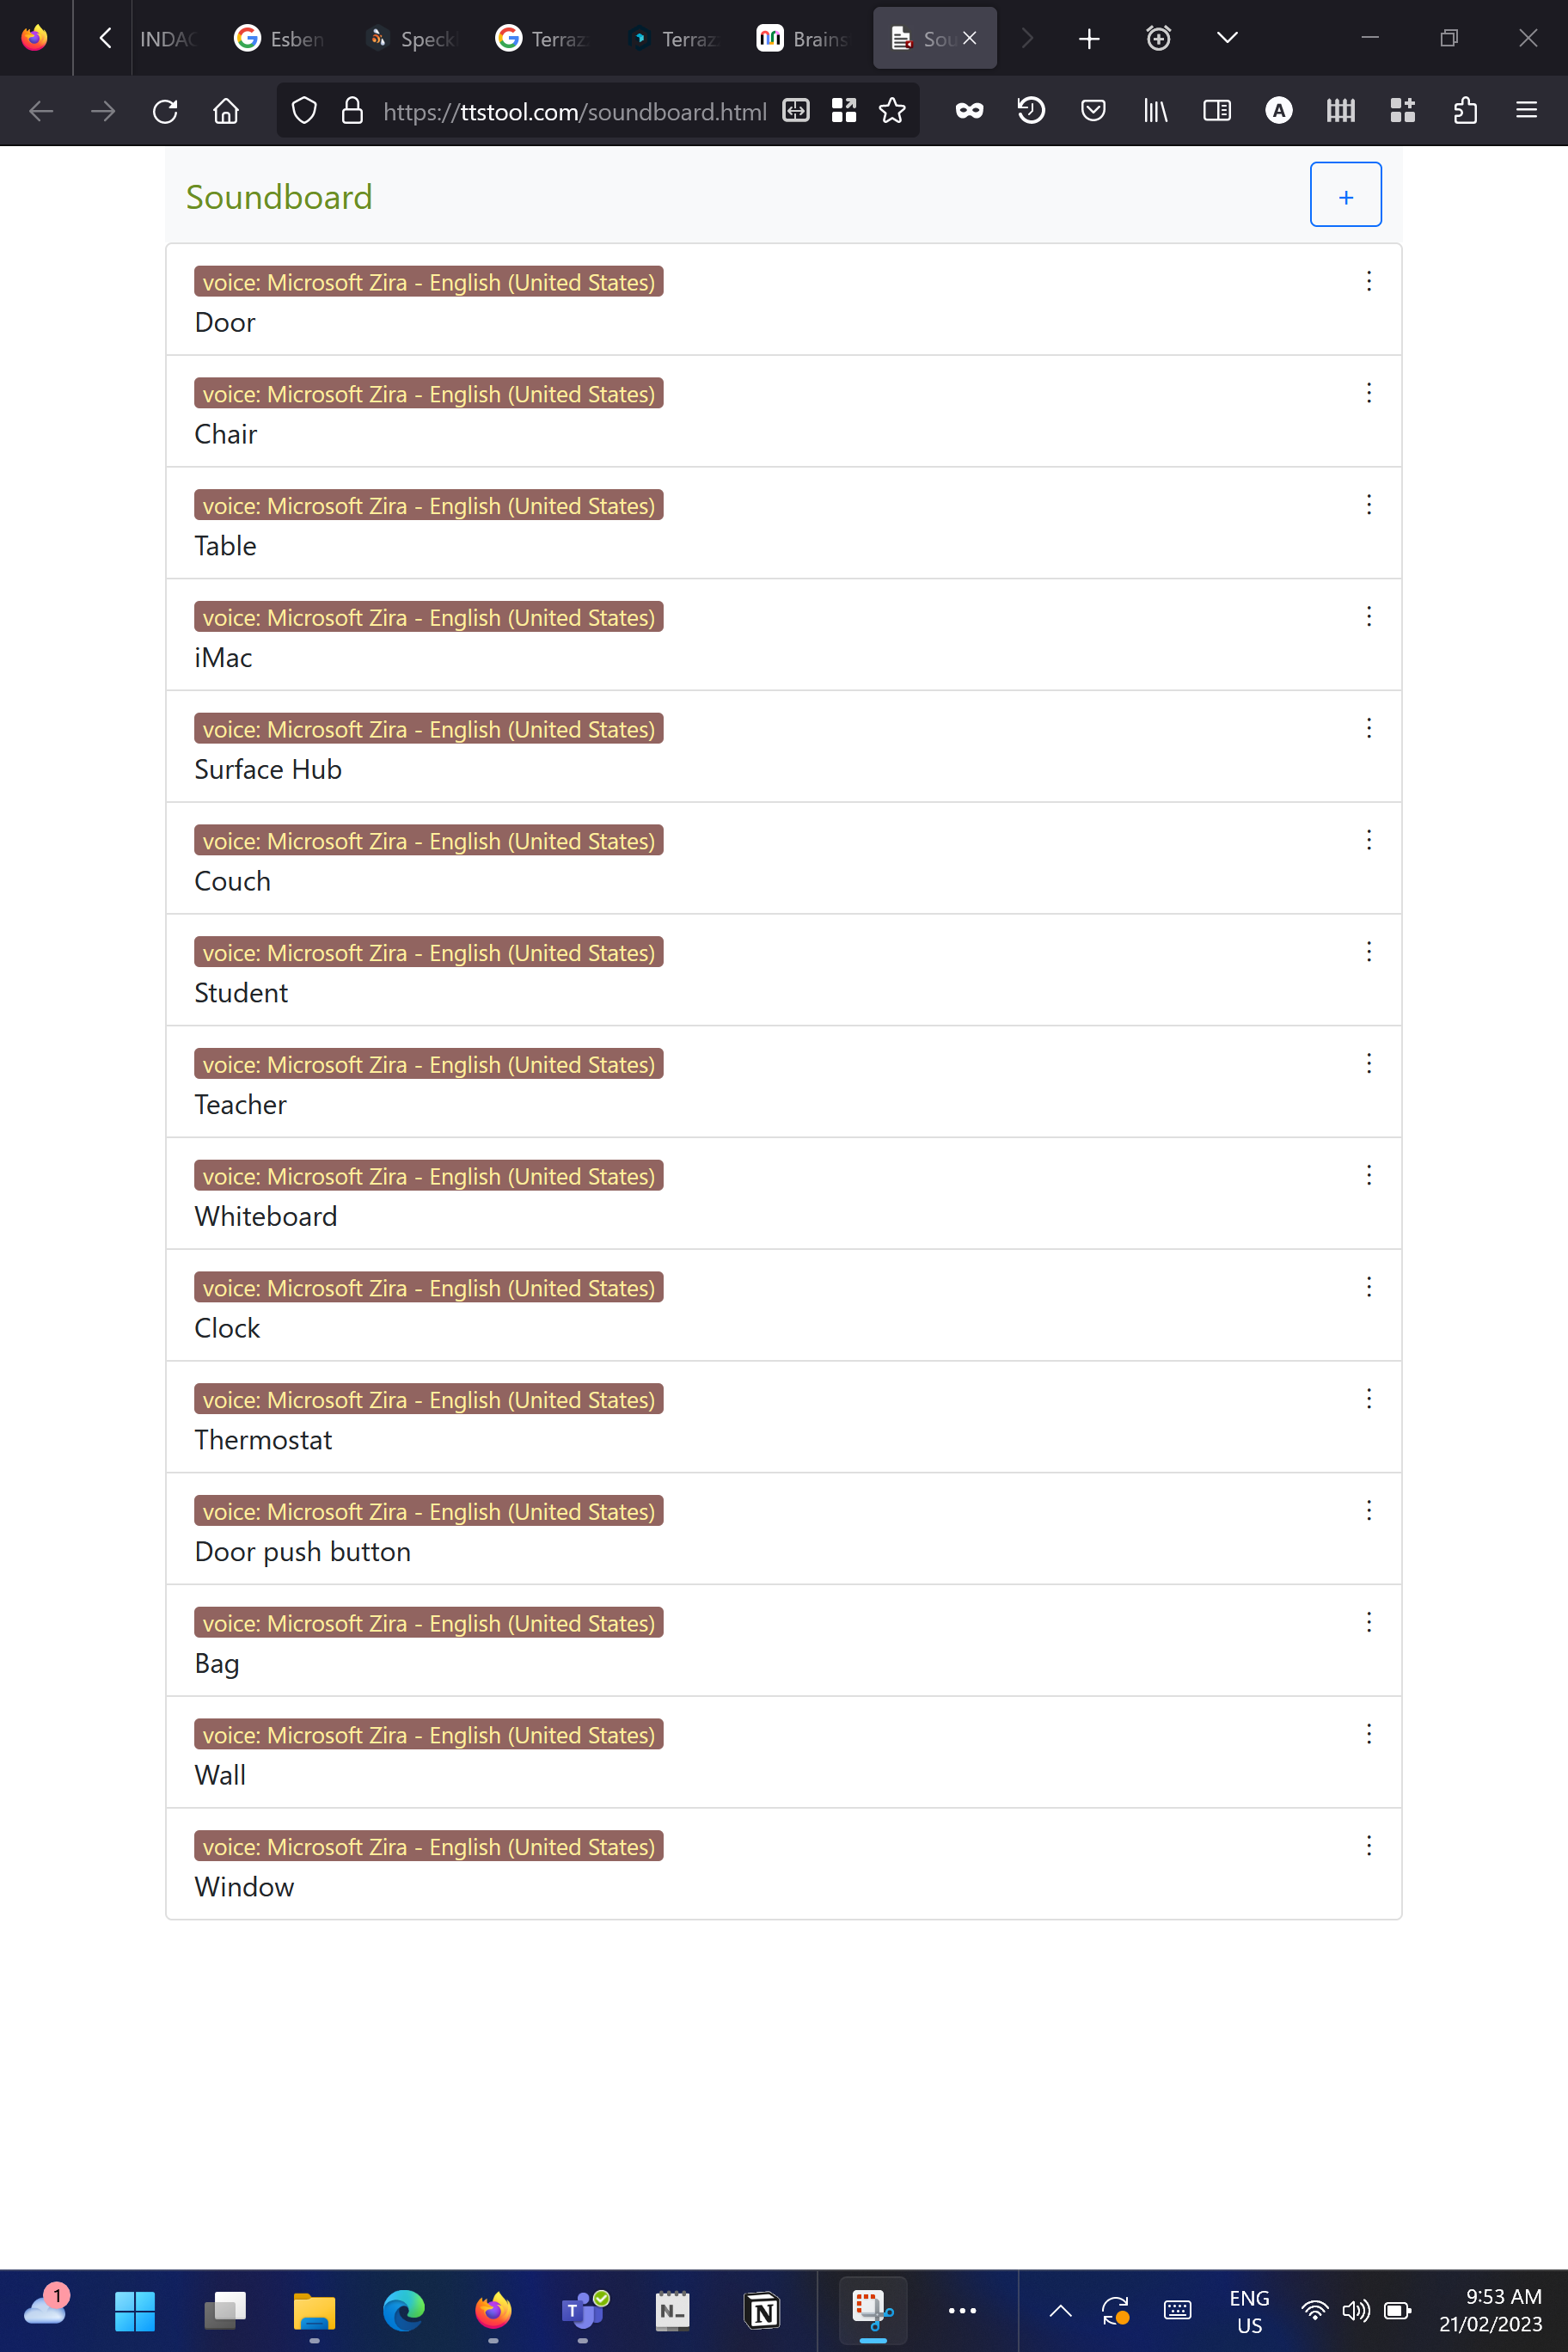 INDAC
Esben
Speck
Terraz
Terraz
Brains
Sou
https://ttstool.com/soundboard.html
A
Soundboard
+
voice: Microsoft Zira - English (United States)
Door
voice: Microsoft Zira - English (United States)
Chair
voice: Microsoft Zira - English (United States)
Table
voice: Microsoft Zira - English (United States)
iMac
voice: Microsoft Zira - English (United States)
Surface Hub
voice: Microsoft Zira - English (United States)
Couch
voice: Microsoft Zira - English (United States)
Student
voice: Microsoft Zira - English (United States)
Teacher
voice: Microsoft Zira - English (United States)
Whiteboard
voice: Microsoft Zira - English (United States)
Clock
voice: Microsoft Zira - English (United States)
Thermostat
voice: Microsoft Zira - English (United States)
Door push button
voice: Microsoft Zira - English (United States)
Bag
voice: Microsoft Zira - English (United States)
Wall
voice: Microsoft Zira - English (United States)
Window
1
ENG
US
9:53 AM
21/02/2023